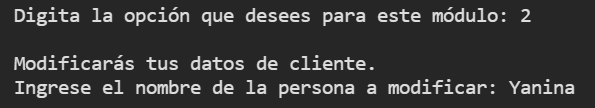 Digita la opción que desees para este módulo: 2
Modificarás tus datos de cliente.
Ingrese el nombre de la persona a modificar: Yanina